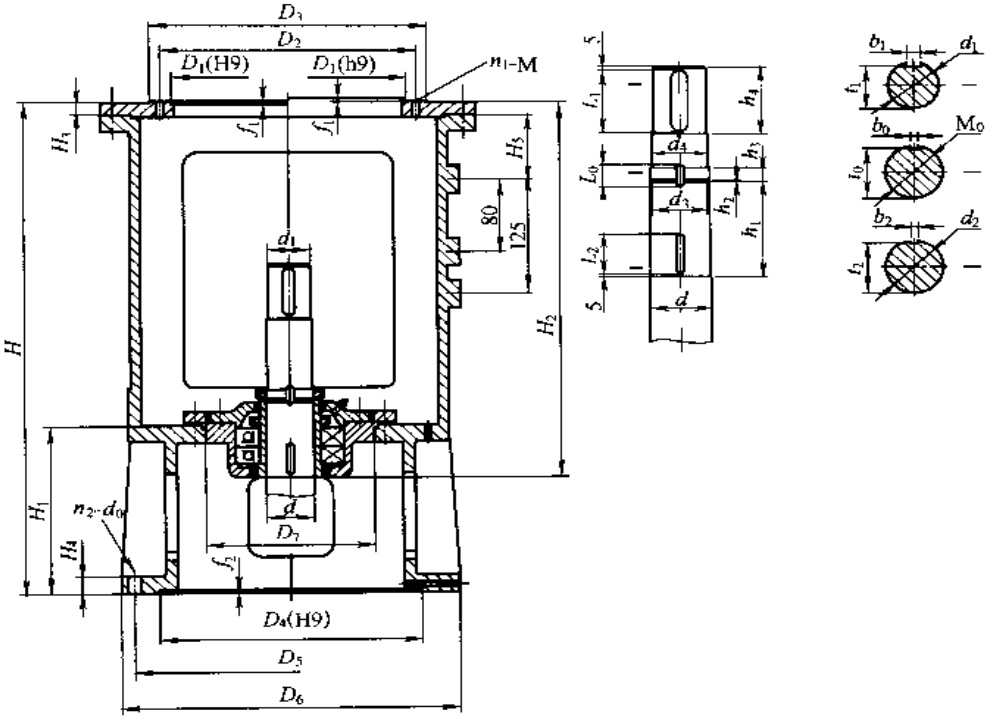 D₃
D₂
D₁(H9)
D₁(h9)
n₁-M
f₁
f₁
H₃
H₅
80
125
d₁
H
H₂
H₁
n₂-d₀
H₄
d
D₇
f₂
D₄(H9)
D₅
D₆
5
L₁
h₄
d₄
L₀
h₃
h₂
d₃
h₁
L₂
5
d
b₁
d₁
t₁
b₀
M₀
t₀
b₂
d₂
t₂